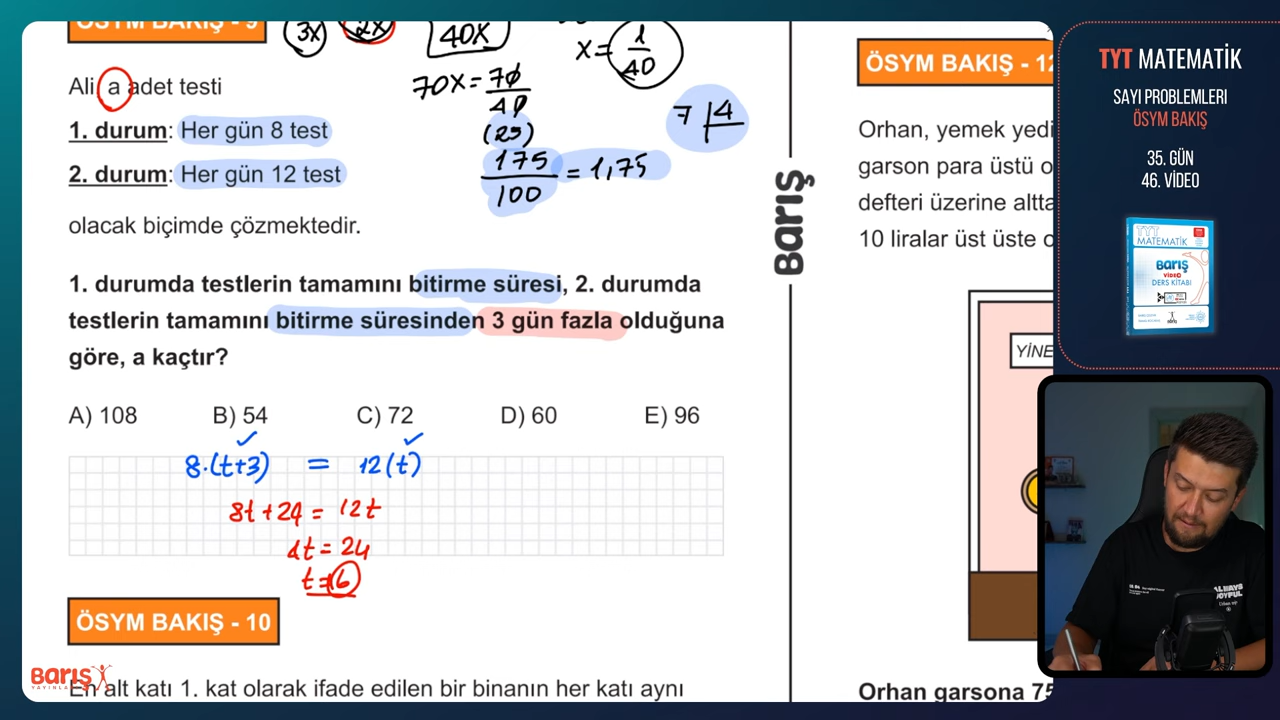 ÖSYM BAKIŞ - 9
3x
2x
40x
x = 1/40
70x = 70/40
(25)
175/100 = 1,75
7 | 4
Ali, a adet testi
1. durum: Her gün 8 test
2. durum: Her gün 12 test
olacak biçimde çözmektedir.
1. durumda testlerin tamamını bitirme süresi, 2. durumda
testlerin tamamını bitirme süresinden 3 gün fazla olduğuna
göre, a kaçtır?
A) 108 B) 54 C) 72 D) 60 E) 96
8.(t+3) = 12(t)
8t+24 = 12t
4t = 24
t = 6
ÖSYM BAKIŞ - 10
En alt katı 1. kat olarak ifade edilen bir binanın her katı aynı
BARIŞ
YAYINLARI
Barış
ÖSYM BAKIŞ - 12
Orhan, yemek yedi
garson para üstü o
defteri üzerine altta
10 liralar üst üste o
YİNE
Orhan garsona 75
TYT MATEMATİK
SAYI PROBLEMLERI
ÖSYM BAKIŞ
35. GÜN
46. VİDEO
TYT
MATEMATİK
BARIŞ
VİDEO
DERS KİTABI